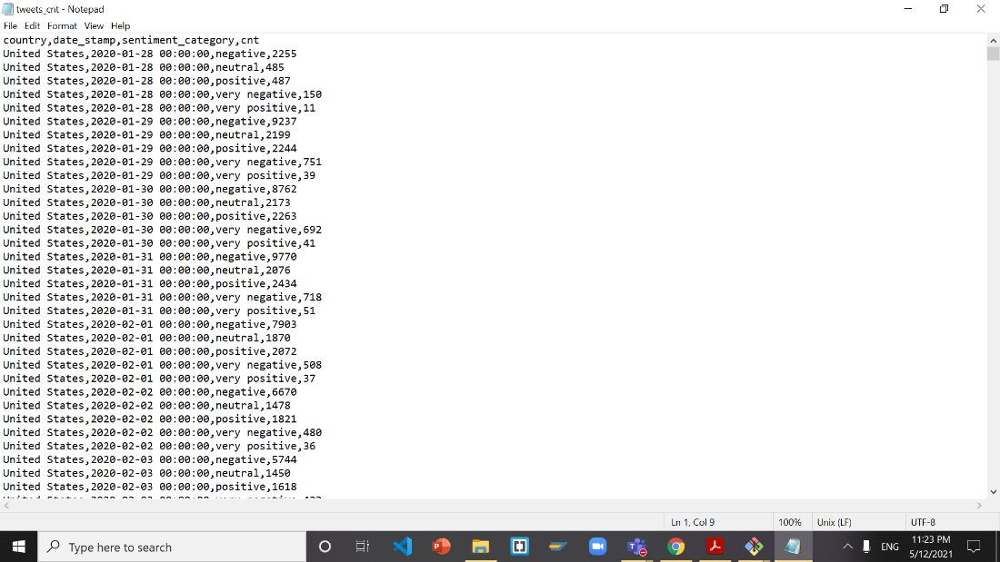 tweets_cnt - Notepad
File Edit Format View Help
country,date_stamp,sentiment_category,cnt
United States,2020-01-28 00:00:00,negative,2255
United States,2020-01-28 00:00:00,neutral,485
United States,2020-01-28 00:00:00,positive,487
United States,2020-01-28 00:00:00,very negative,150
United States,2020-01-28 00:00:00,very positive,11
United States,2020-01-29 00:00:00,negative,9237
United States,2020-01-29 00:00:00,neutral,2199
United States,2020-01-29 00:00:00,positive,2244
United States,2020-01-29 00:00:00,very negative,751
United States,2020-01-29 00:00:00,very positive,39
United States,2020-01-30 00:00:00,negative,8762
United States,2020-01-30 00:00:00,neutral,2173
United States,2020-01-30 00:00:00,positive,2263
United States,2020-01-30 00:00:00,very negative,692
United States,2020-01-30 00:00:00,very positive,41
United States,2020-01-31 00:00:00,negative,9770
United States,2020-01-31 00:00:00,neutral,2076
United States,2020-01-31 00:00:00,positive,2434
United States,2020-01-31 00:00:00,very negative,718
United States,2020-01-31 00:00:00,very positive,51
United States,2020-02-01 00:00:00,negative,7903
United States,2020-02-01 00:00:00,neutral,1870
United States,2020-02-01 00:00:00,positive,2072
United States,2020-02-01 00:00:00,very negative,508
United States,2020-02-01 00:00:00,very positive,37
United States,2020-02-02 00:00:00,negative,6670
United States,2020-02-02 00:00:00,neutral,1478
United States,2020-02-02 00:00:00,positive,1821
United States,2020-02-02 00:00:00,very negative,480
United States,2020-02-02 00:00:00,very positive,36
United States,2020-02-03 00:00:00,negative,5744
United States,2020-02-03 00:00:00,neutral,1450
United States,2020-02-03 00:00:00,positive,1618
Ln 1, Col 9 100% Unix (LF) UTF-8
Type here to search
ENG
11:23 PM
5/12/2021